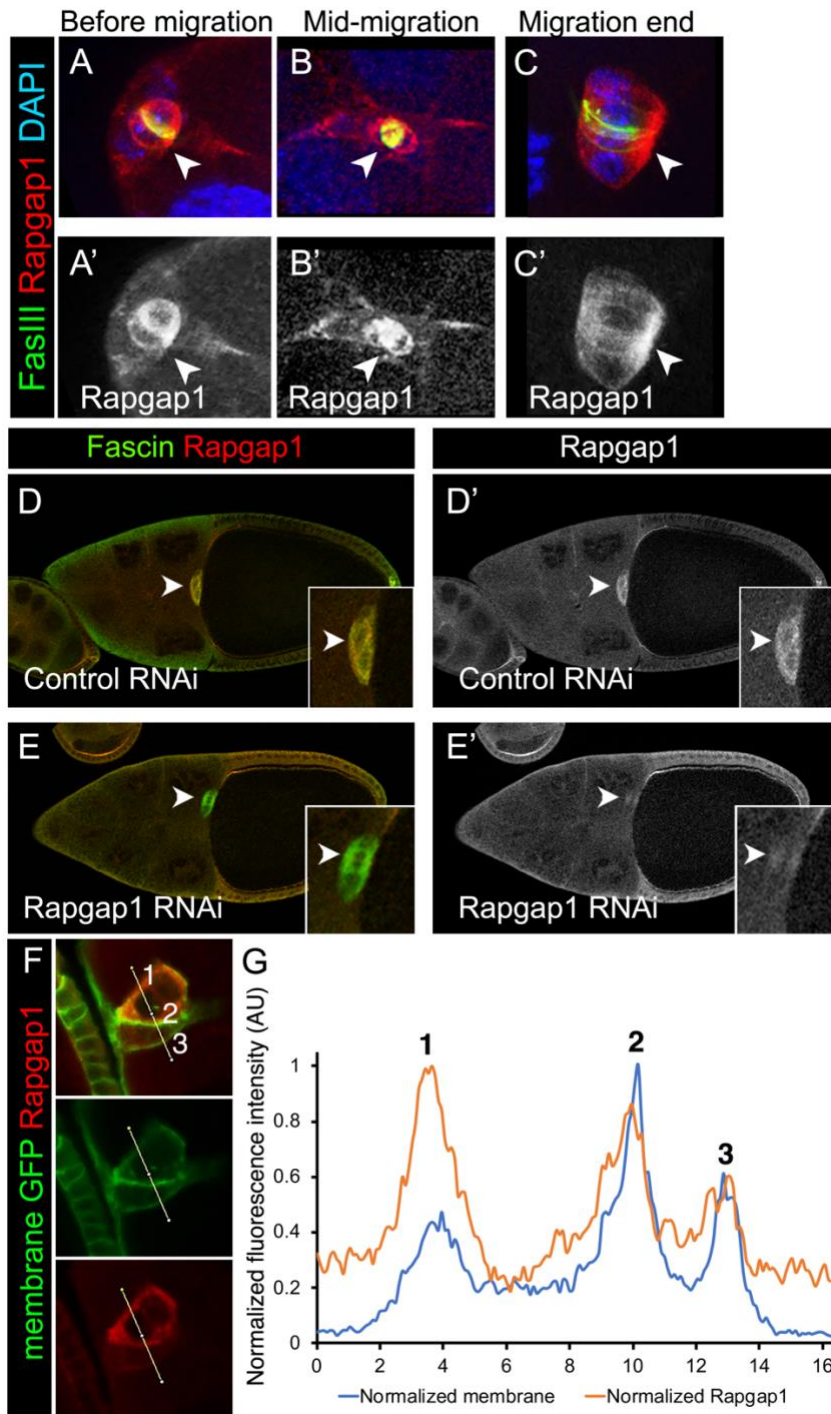 Before migration Mid-migration Migration end
FasIII Rapgap1 DAPI
A B C
A' B' C'
Rapgap1 Rapgap1 Rapgap1
Fascin Rapgap1 Rapgap1
D D'
Control RNAi Control RNAi
E E'
Rapgap1 RNAi Rapgap1 RNAi
F
membrane GFP Rapgap1
1
2
3
G
Normalized fluorescence intensity (AU)
1 2 3
1
0.8
0.6
0.4
0.2
0
0 2 4 6 8 10 12 14 16
Normalized membrane Normalized Rapgap1